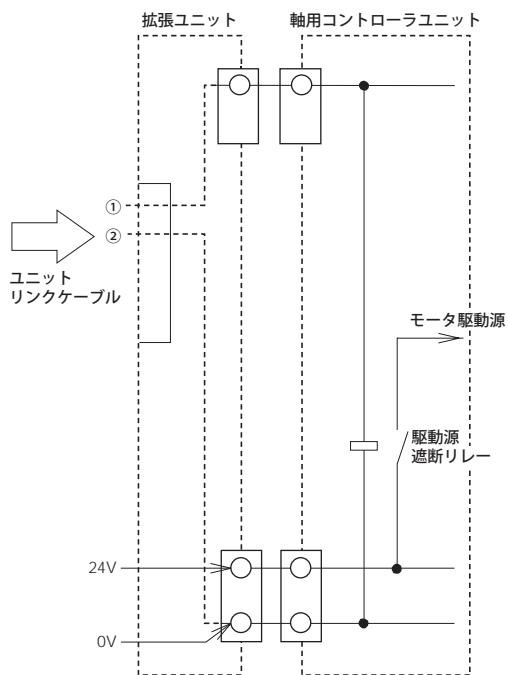 拡張ユニット
軸用コントローラユニット
①
②
ユニット
リンクケーブル
モータ駆動源
駆動源
遮断リレー
24V
0V